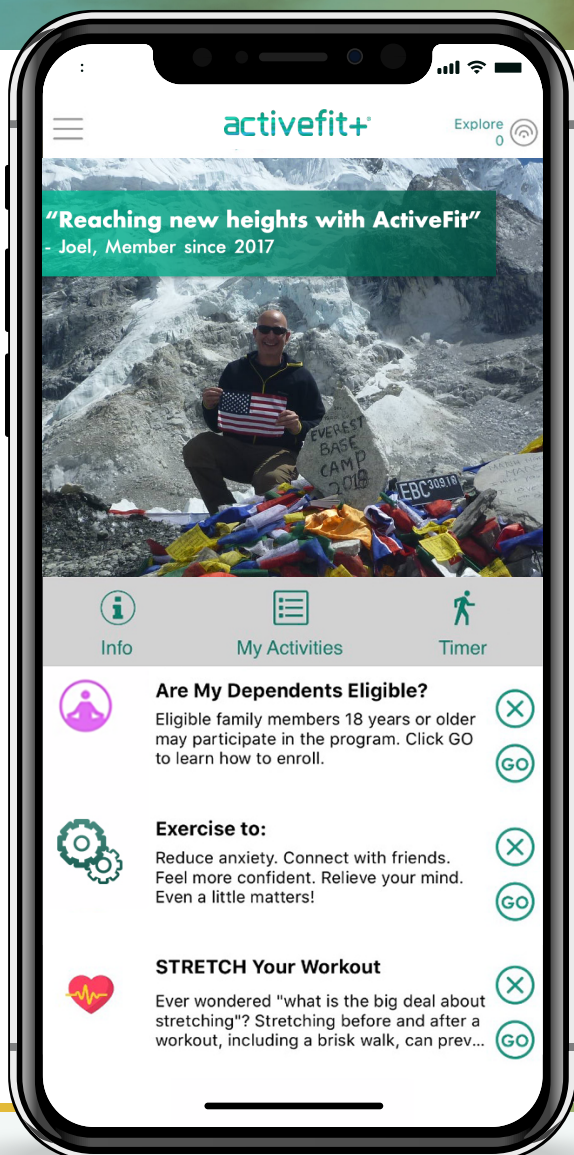 activefit+
Explore
0
"Reaching new heights with ActiveFit"
- Joel, Member since 2017
EVEREST
BASE
CAMP
2018
EBC 30.9.18
Info
My Activities
Timer
Are My Dependents Eligible?
Eligible family members 18 years or older
may participate in the program. Click GO
to learn how to enroll.
GO
Exercise to:
Reduce anxiety. Connect with friends.
Feel more confident. Relieve your mind.
Even a little matters!
GO
STRETCH Your Workout
Ever wondered "what is the big deal about
stretching"? Stretching before and after a
workout, including a brisk walk, can prev...
GO